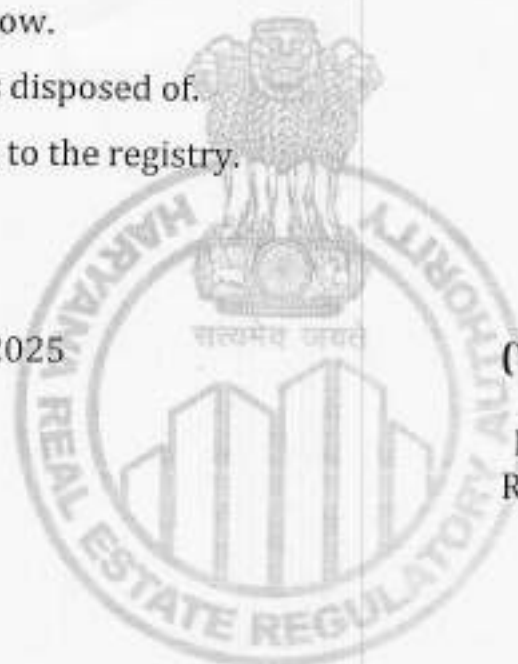 ow.
disposed of.
to the registry.
सत्यमेव जयते
2025
(
R
HARYANA REAL ESTATE REGULATORY AUTHORITY